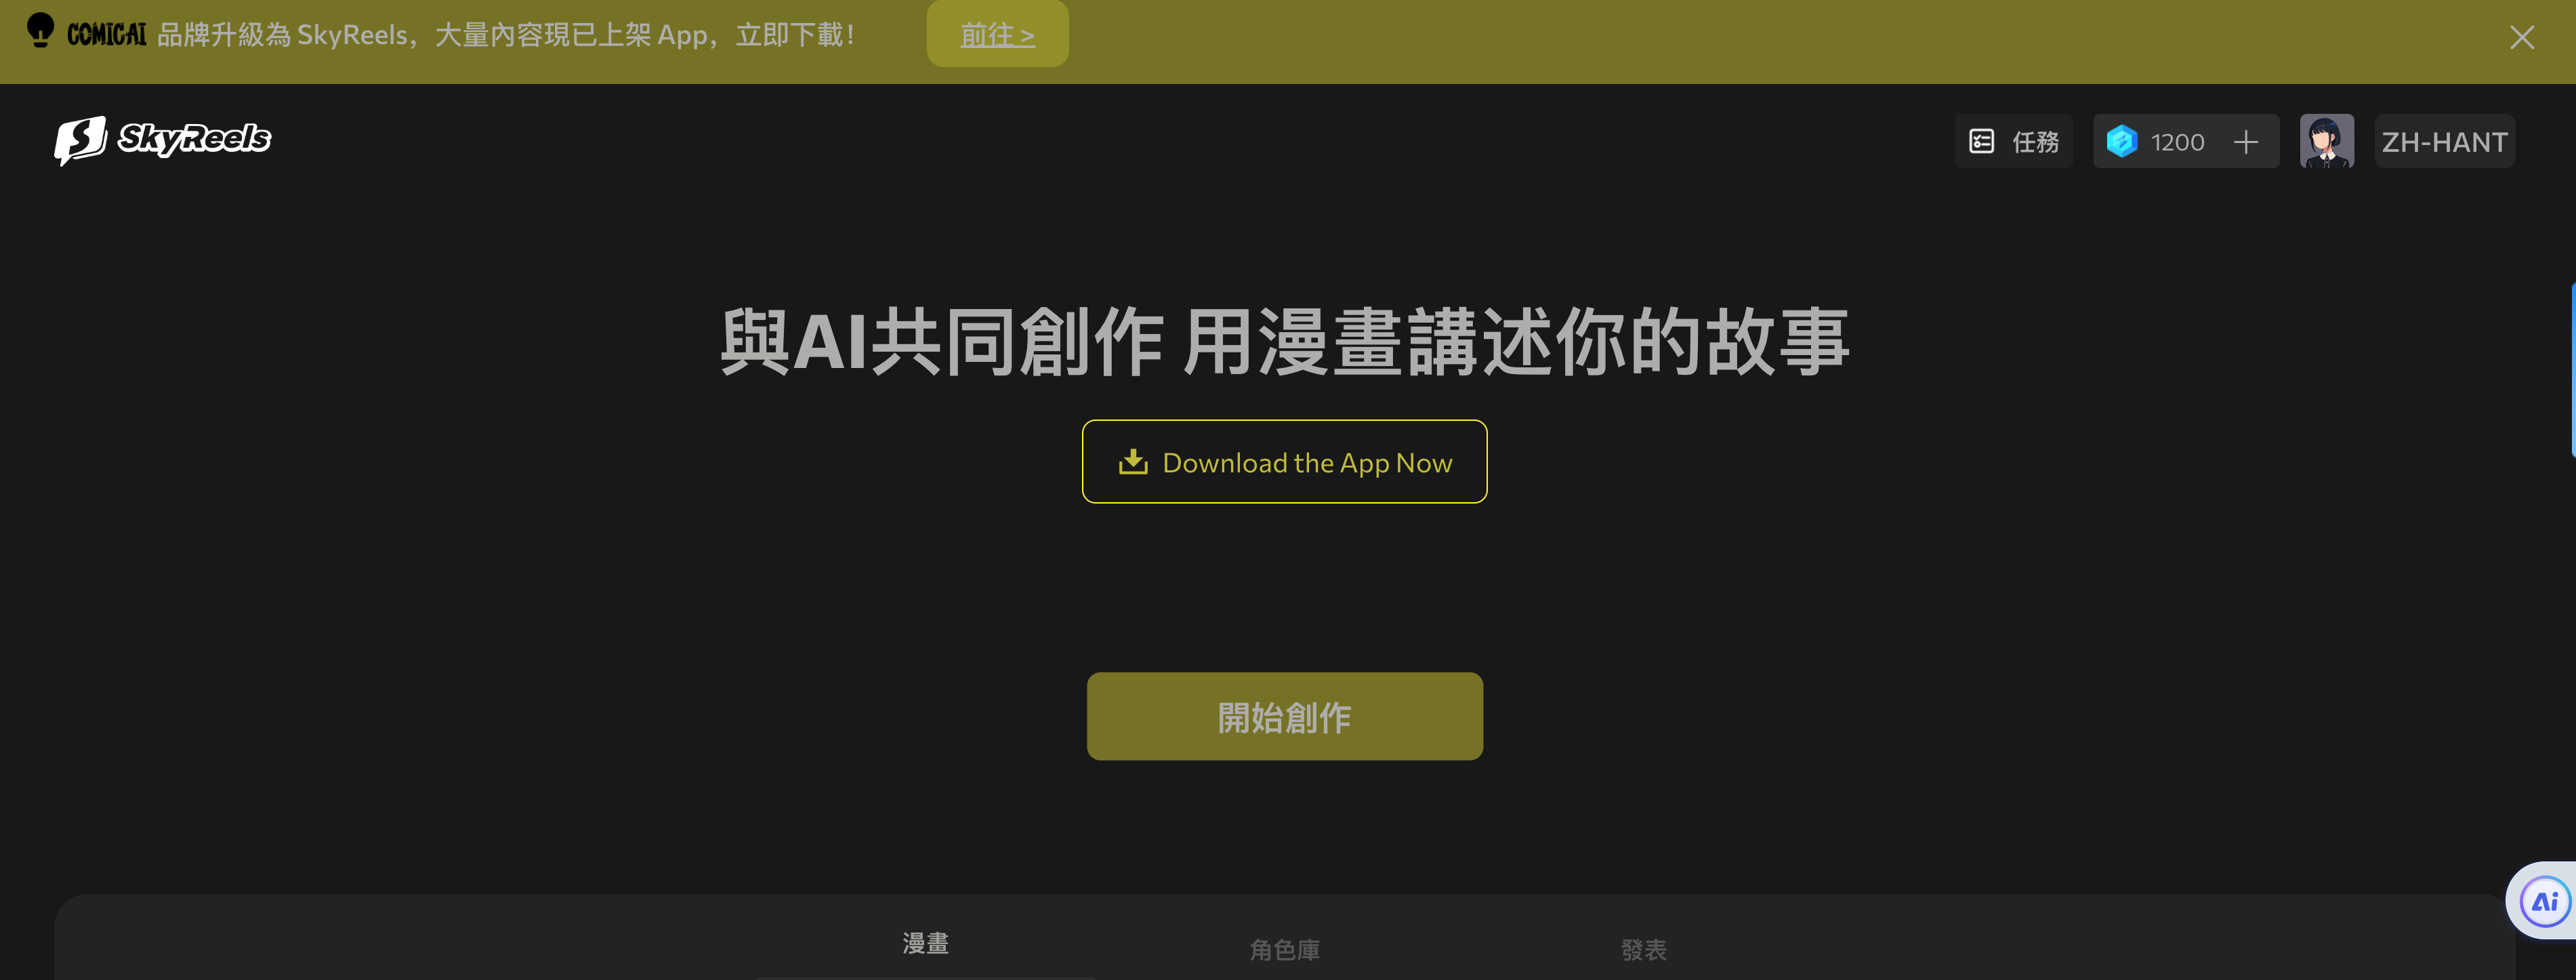 COMICAI 品牌升級為 SkyReels，大量內容現已上架 App，立即下載！ 前往 >
SkyReels
任務 1200 ZH-HANT
與AI共同創作 用漫畫講述你的故事
Download the App Now
開始創作
Ai
漫畫 角色庫 發表